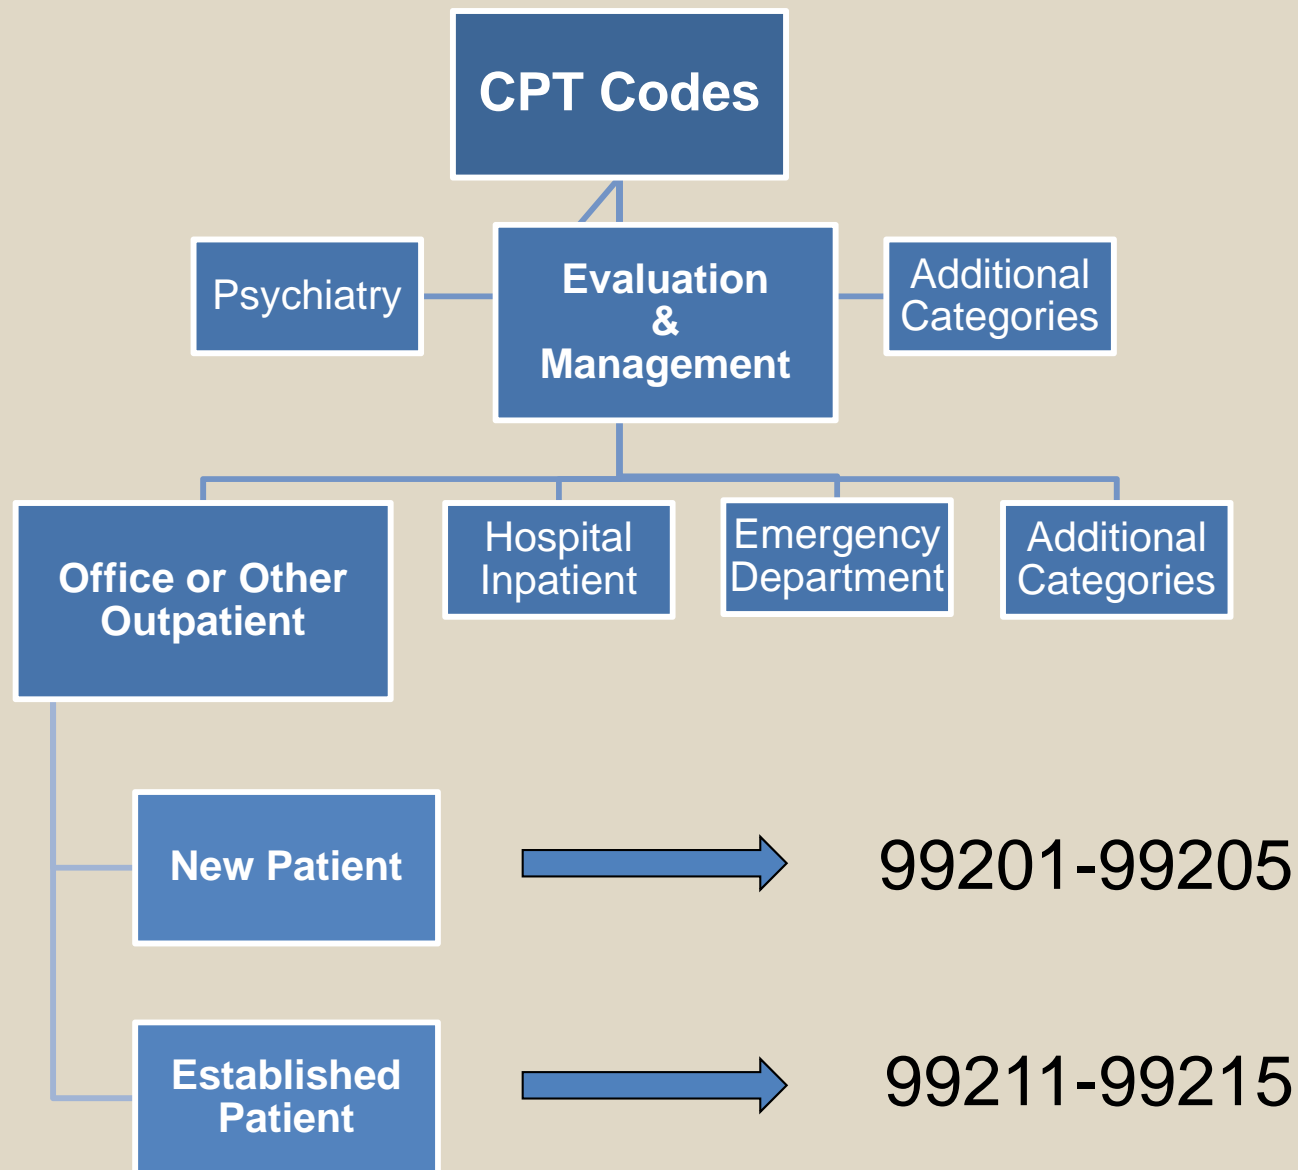 CPT Codes
Psychiatry
Evaluation
&
Management
Additional
Categories
Office or Other
Outpatient
Hospital
Inpatient
Emergency
Department
Additional
Categories
New Patient
99201-99205
Established
Patient
99211-99215